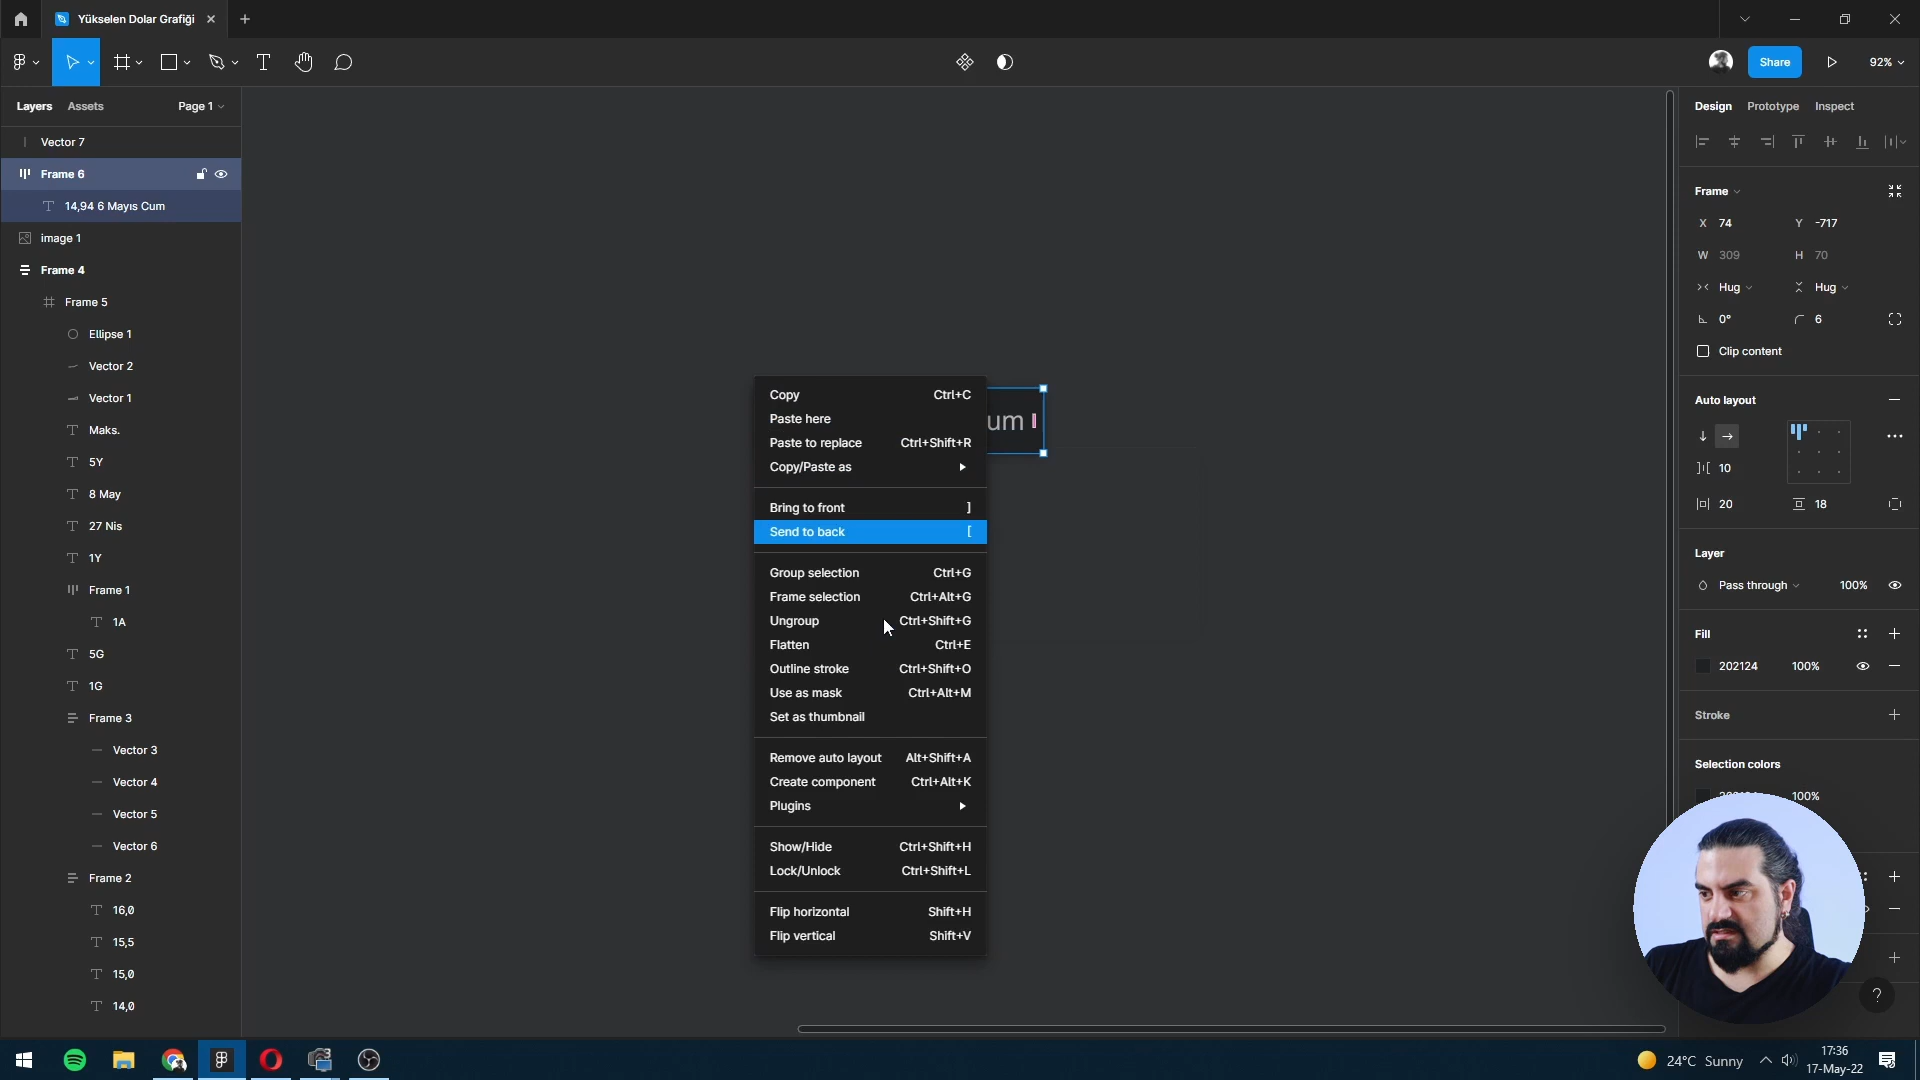 Yükselen Dolar Grafiği
Share
92%
Layers
Assets
Page 1
Vector 7
Frame 6
14,94 6 Mayıs Cum
image 1
Frame 4
Frame 5
Ellipse 1
Vector 2
Vector 1
Maks.
5Y
8 May
27 Nis
1Y
Frame 1
1A
5G
1G
Frame 3
Vector 3
Vector 4
Vector 5
Vector 6
Frame 2
16,0
15,5
15,0
14,0
um
Copy Ctrl+C
Paste here
Paste to replace Ctrl+Shift+R
Copy/Paste as
Bring to front ]
Send to back [
Group selection Ctrl+G
Frame selection Ctrl+Alt+G
Ungroup Ctrl+Shift+G
Flatten Ctrl+E
Outline stroke Ctrl+Shift+O
Use as mask Ctrl+Alt+M
Set as thumbnail
Remove auto layout Alt+Shift+A
Create component Ctrl+Alt+K
Plugins
Show/Hide Ctrl+Shift+H
Lock/Unlock Ctrl+Shift+L
Flip horizontal Shift+H
Flip vertical Shift+V
Design Prototype Inspect
Frame
X 74 Y -717
W 309 H 70
Hug Hug
0° 6
Clip content
Auto layout
10
20 18
Layer
Pass through 100%
Fill
202124 100%
Stroke
Selection colors
100%
?
24°C Sunny
17:36
17-May-22